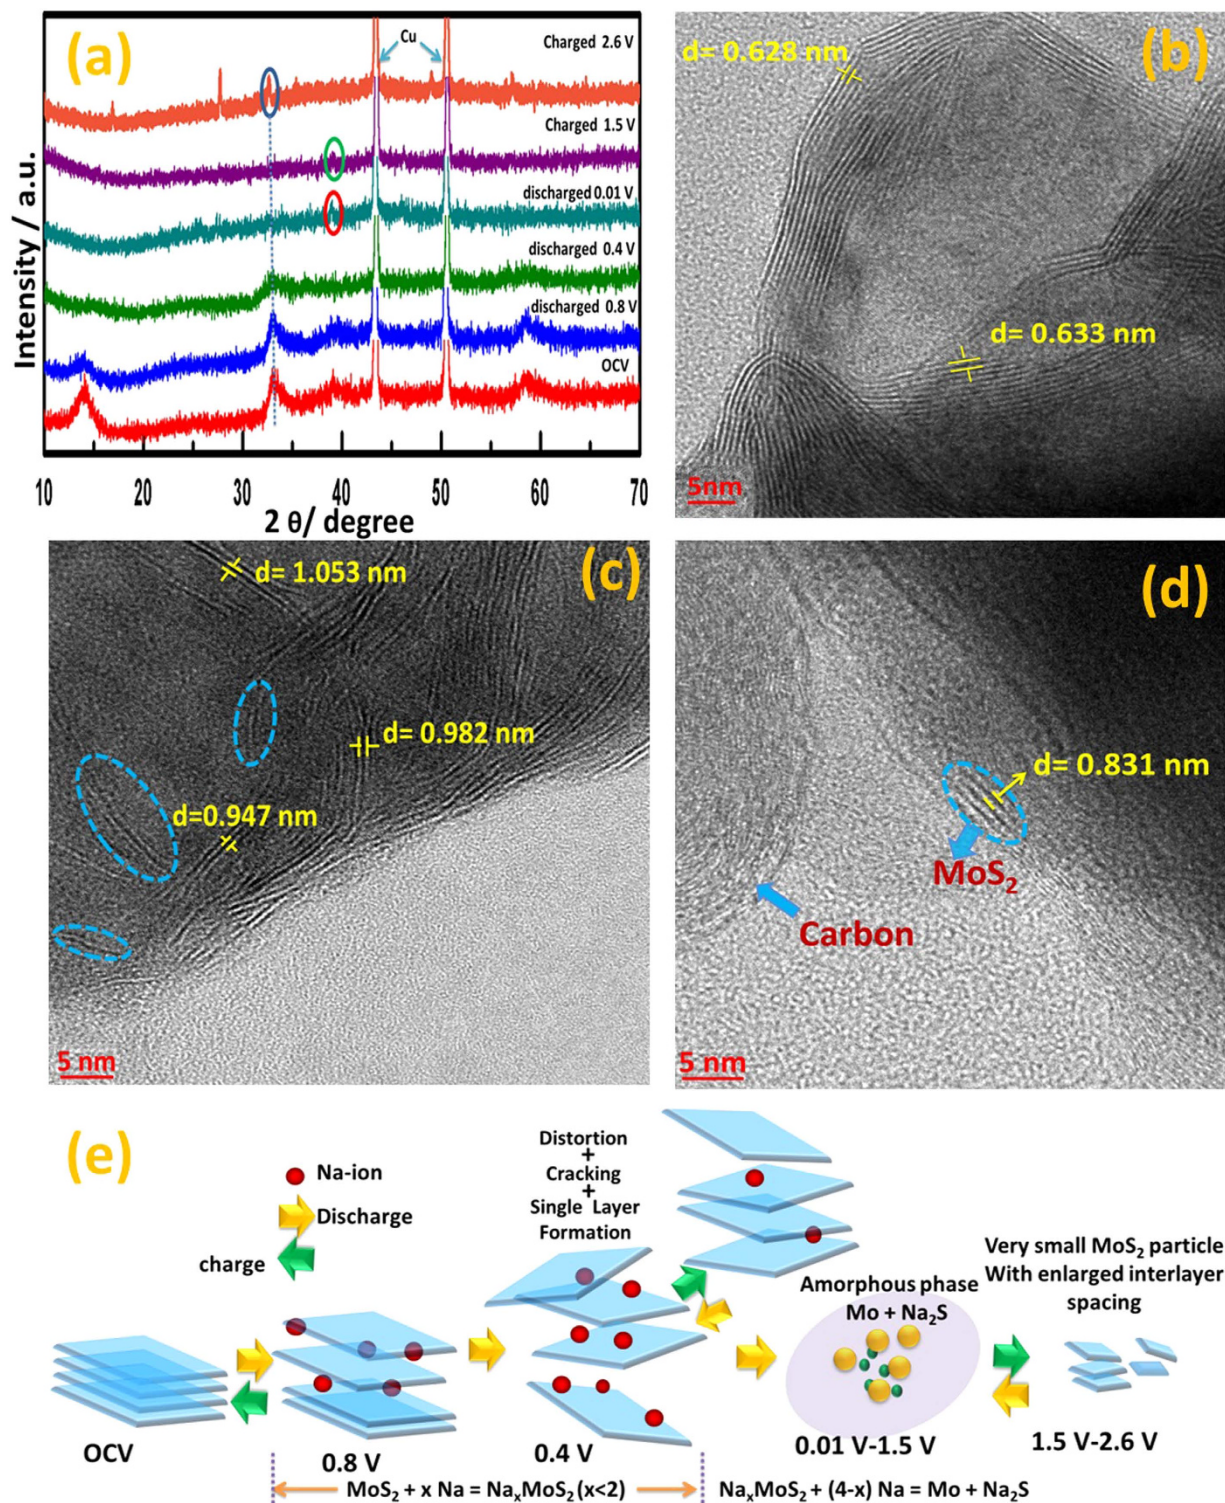 (a)
Cu
Charged 2.6 V
Charged 1.5 V
discharged 0.01 V
discharged 0.4 V
discharged 0.8 V
OCV
Intensity / a.u.
10 20 30 40 50 60 70
2 θ/ degree
(b)
d= 0.628 nm
d= 0.633 nm
5nm
(c)
d= 1.053 nm
d= 0.982 nm
d=0.947 nm
5 nm
(d)
d= 0.831 nm
MoS₂
Carbon
5 nm
(e)
Na-ion
Discharge
charge
Distortion
+
Cracking
+
Single Layer
Formation
Amorphous phase
Mo + Na₂S
Very small MoS₂ particle
With enlarged interlayer
spacing
OCV
0.8 V
0.4 V
0.01 V-1.5 V
1.5 V-2.6 V
MoS₂ + x Na = NaₓMoS₂ (x<2)
NaₓMoS₂ + (4-x) Na = Mo + Na₂S